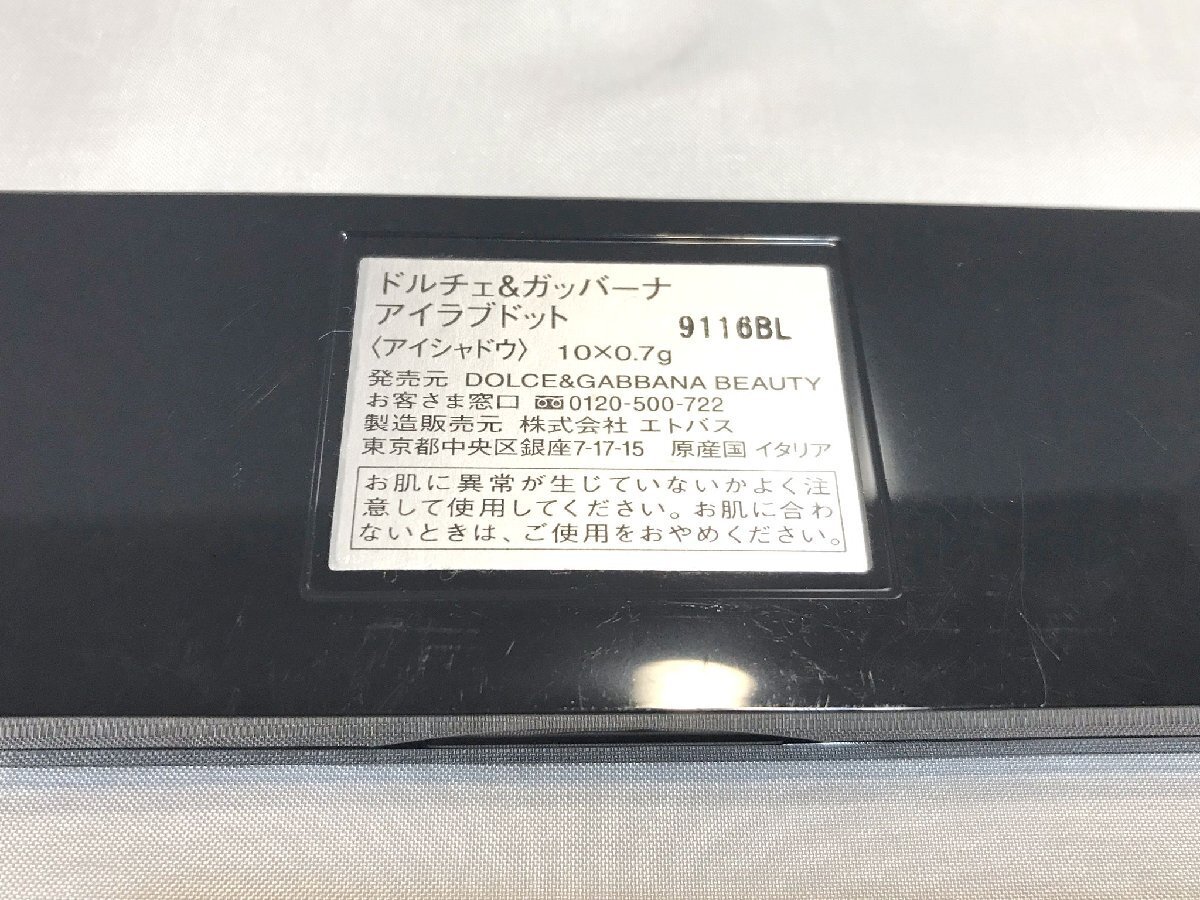 ドルチェ&ガッバーナ
アイラブドット 9116BL
〈アイシャドウ〉 10×0.7g
発売元 DOLCE&GABBANA BEAUTY
お客さま窓口 0120-500-722
製造販売元 株式会社 エトバス
東京都中央区銀座7-17-15 原産国 イタリア
お肌に異常が生じていないかよく注
意して使用してください。お肌に合わ
ないときは、ご使用をおやめください。